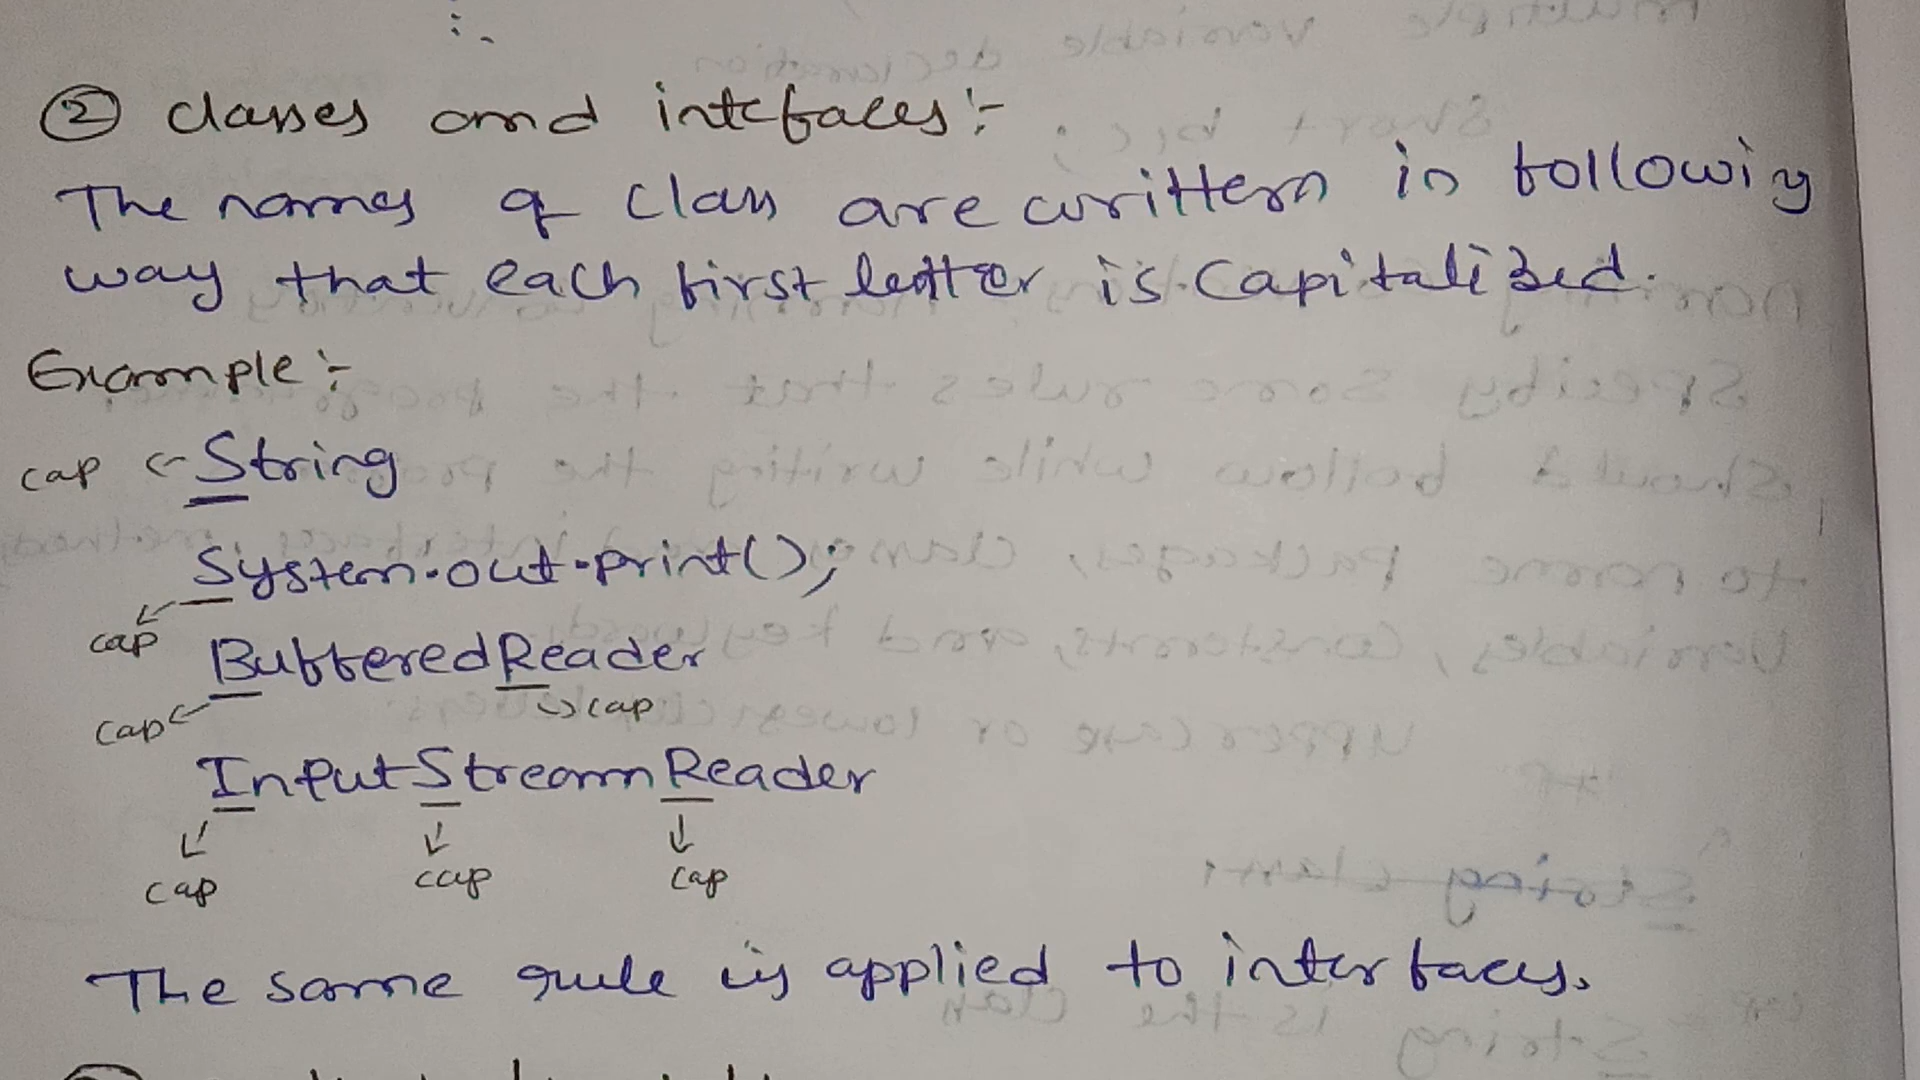 ② classes and intefaces:-
The names of class are written in followig
way that each first letter is Capitalized.
Example:-
cap ← String
System.out.print();
cap
BufferedReader
cap ← cap
InputStreamReader
cap cap cap
The same rule is applied to interfaces.